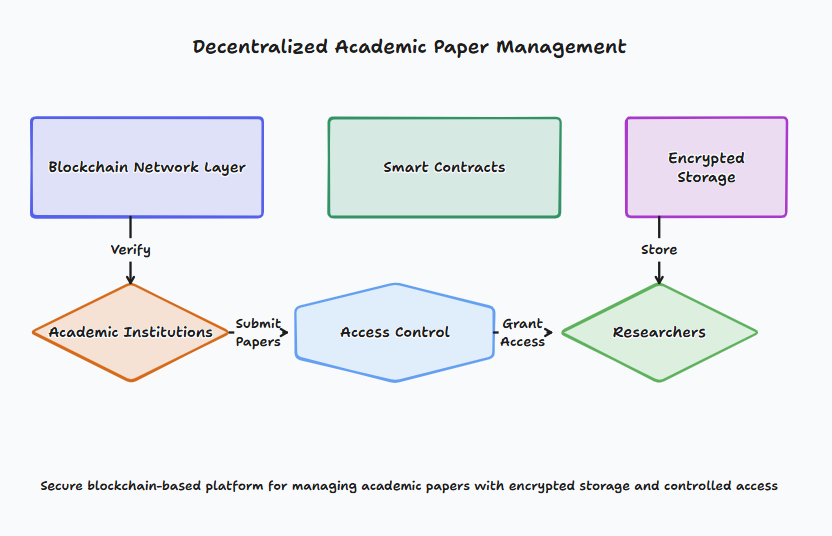 Decentralized Academic Paper Management
Blockchain Network Layer
Smart Contracts
Encrypted
Storage
Verify
Store
Academic Institutions
Submit
Papers
Access Control
Grant
Access
Researchers
Secure blockchain-based platform for managing academic papers with encrypted storage and controlled access